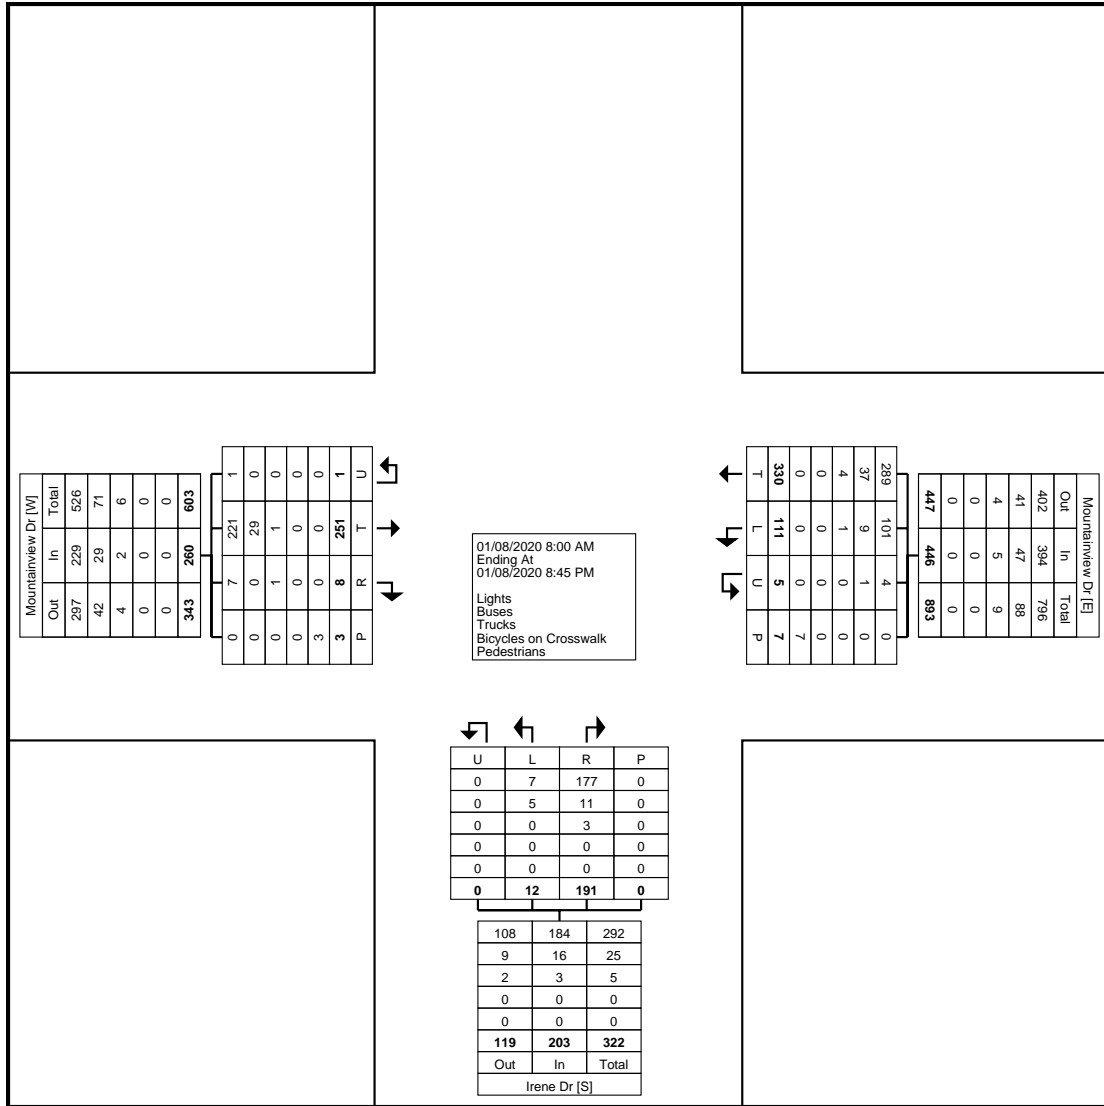 Mountainview Dr [W]
Out In Total
297 229 526
42 29 71
4 2 6
0 0 0
0 0 0
343 260 603
U T R P
1 251 8 3
0 0 0 3
0 0 0 0
0 1 1 0
0 29 0 0
1 221 7 0
01/08/2020 8:00 AM
Ending At
01/08/2020 8:45 PM
Lights
Buses
Trucks
Bicycles on Crosswalk
Pedestrians
Mountainview Dr [E]
Out In Total
402 394 796
41 47 88
4 5 9
0 0 0
0 0 0
447 446 893
289 101 4 0
37 9 1 0
4 1 0 0
0 0 0 0
0 0 0 7
330 111 5 7
T L U P
U L R P
0 7 177 0
0 5 11 0
0 0 3 0
0 0 0 0
0 0 0 0
0 12 191 0
108 184 292
9 16 25
2 3 5
0 0 0
0 0 0
119 203 322
Out In Total
Irene Dr [S]